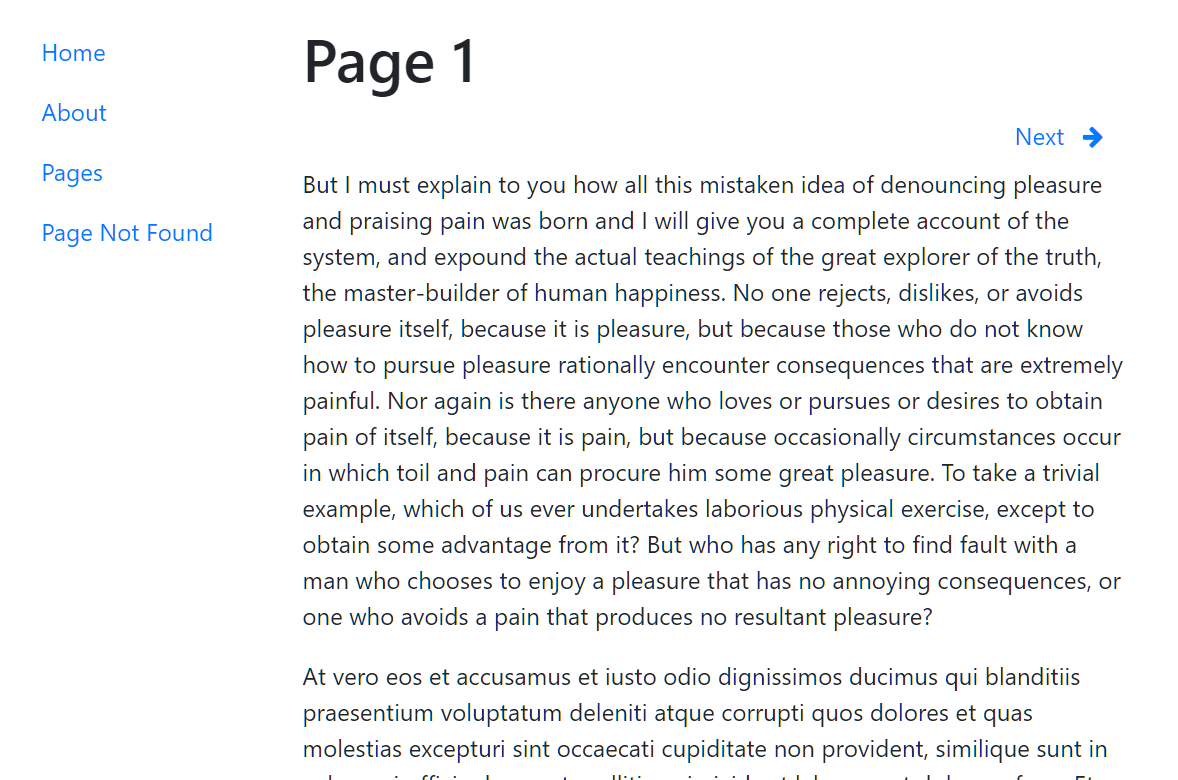 Home
About
Pages
Page Not Found
Page 1
Next
But I must explain to you how all this mistaken idea of denouncing pleasure
and praising pain was born and I will give you a complete account of the
system, and expound the actual teachings of the great explorer of the truth,
the master-builder of human happiness. No one rejects, dislikes, or avoids
pleasure itself, because it is pleasure, but because those who do not know
how to pursue pleasure rationally encounter consequences that are extremely
painful. Nor again is there anyone who loves or pursues or desires to obtain
pain of itself, because it is pain, but because occasionally circumstances occur
in which toil and pain can procure him some great pleasure. To take a trivial
example, which of us ever undertakes laborious physical exercise, except to
obtain some advantage from it? But who has any right to find fault with a
man who chooses to enjoy a pleasure that has no annoying consequences, or
one who avoids a pain that produces no resultant pleasure?
At vero eos et accusamus et iusto odio dignissimos ducimus qui blanditiis
praesentium voluptatum deleniti atque corrupti quos dolores et quas
molestias excepturi sint occaecati cupiditate non provident, similique sunt in